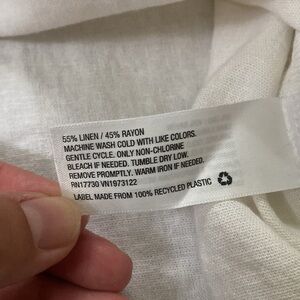 55% LINEN / 45% RAYON
MACHINE WASH COLD WITH LIKE COLORS.
GENTLE CYCLE. ONLY NON-CHLORINE
BLEACH IF NEEDED. TUMBLE DRY LOW.
REMOVE PROMPTLY. WARM IRON IF NEEDED.
RN17730 VN1973122
LABEL MADE FROM 100% RECYCLED PLASTIC